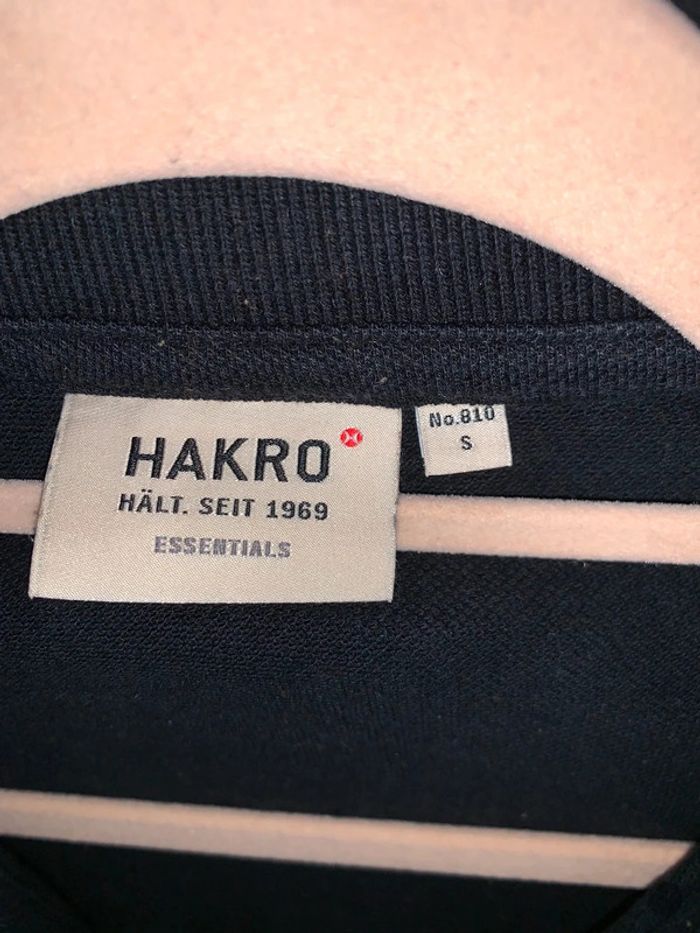 HAKRO
HÄLT. SEIT 1969
ESSENTIALS
No.810
S